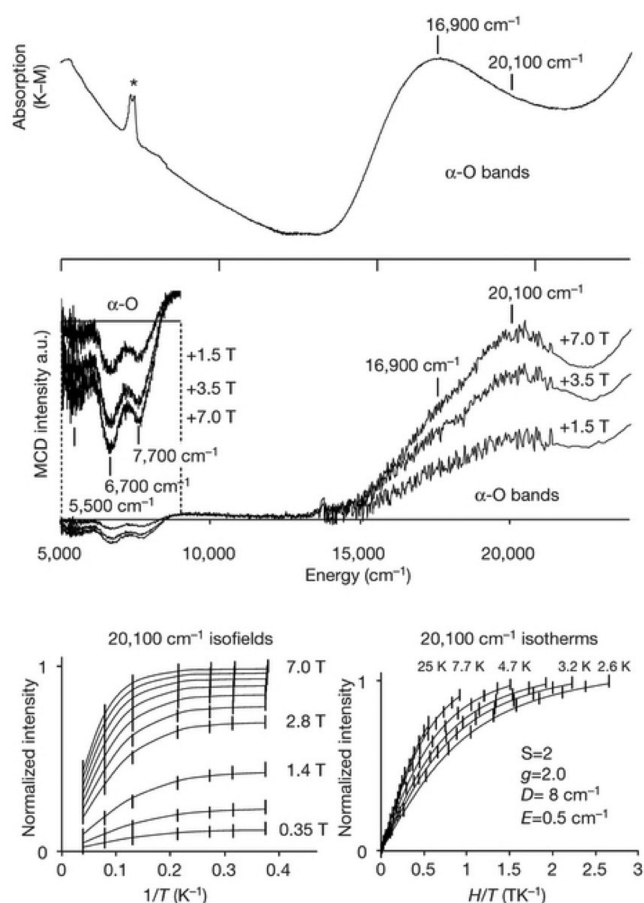 16,900 cm⁻¹
20,100 cm⁻¹
*
Absorption
(K–M)
α-O bands
α-O
20,100 cm⁻¹
+7.0 T
+1.5 T
16,900 cm⁻¹
+3.5 T
+3.5 T
+7.0 T
+1.5 T
MCD intensity a.u.
7,700 cm⁻¹
6,700 cm⁻¹
5,500 cm⁻¹
α-O bands
5,000 10,000 15,000 20,000
Energy (cm⁻¹)
20,100 cm⁻¹ isofields
1
7.0 T
2.8 T
1.4 T
0.35 T
Normalized intensity
0
0 0.1 0.2 0.3 0.4
1/T (K⁻¹)
20,100 cm⁻¹ isotherms
25 K 7.7 K 4.7 K 3.2 K 2.6 K
1
S=2
g=2.0
D= 8 cm⁻¹
E=0.5 cm⁻¹
Normalized intensity
0
0 0.5 1 1.5 2 2.5 3
H/T (TK⁻¹)